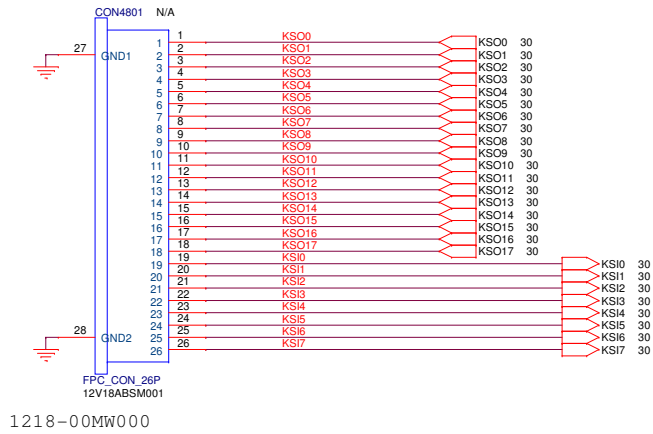 CON4801 N/A
27 GND1
1 1 KSO0 KSO0 30
2 2 KSO1 KSO1 30
3 3 KSO2 KSO2 30
4 4 KSO3 KSO3 30
5 5 KSO4 KSO4 30
6 6 KSO5 KSO5 30
7 7 KSO6 KSO6 30
8 8 KSO7 KSO7 30
9 9 KSO8 KSO8 30
10 10 KSO9 KSO9 30
11 11 KSO10 KSO10 30
12 12 KSO11 KSO11 30
13 13 KSO12 KSO12 30
14 14 KSO13 KSO13 30
15 15 KSO14 KSO14 30
16 16 KSO15 KSO15 30
17 17 KSO16 KSO16 30
18 18 KSO17 KSO17 30
19 19 KSI0 KSI0 30
20 20 KSI1 KSI1 30
21 21 KSI2 KSI2 30
22 22 KSI3 KSI3 30
23 23 KSI4 KSI4 30
24 24 KSI5 KSI5 30
25 25 KSI6 KSI6 30
26 26 KSI7 KSI7 30
28 GND2
FPC_CON_26P
12V18ABSM001
1218-00MW000